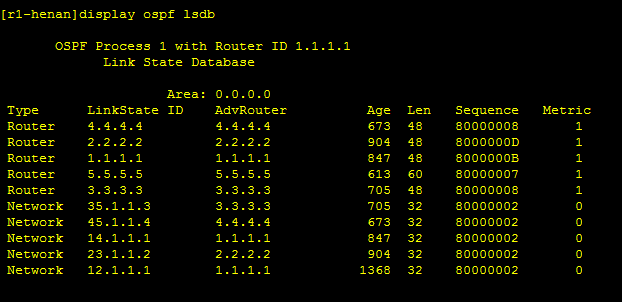 [r1-henan]display ospf lsdb
OSPF Process 1 with Router ID 1.1.1.1
Link State Database
Area: 0.0.0.0
Type LinkState ID AdvRouter Age Len Sequence Metric
Router 4.4.4.4 4.4.4.4 673 48 80000008 1
Router 2.2.2.2 2.2.2.2 904 48 8000000D 1
Router 1.1.1.1 1.1.1.1 847 48 8000000B 1
Router 5.5.5.5 5.5.5.5 613 60 80000007 1
Router 3.3.3.3 3.3.3.3 705 48 80000008 1
Network 35.1.1.3 3.3.3.3 705 32 80000002 0
Network 45.1.1.4 4.4.4.4 673 32 80000002 0
Network 14.1.1.1 1.1.1.1 847 32 80000002 0
Network 23.1.1.2 2.2.2.2 904 32 80000002 0
Network 12.1.1.1 1.1.1.1 1368 32 80000002 0